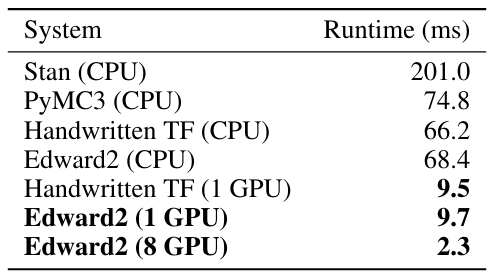 System Runtime (ms)
Stan (CPU) 201.0
PyMC3 (CPU) 74.8
Handwritten TF (CPU) 66.2
Edward2 (CPU) 68.4
Handwritten TF (1 GPU) 9.5
Edward2 (1 GPU) 9.7
Edward2 (8 GPU) 2.3